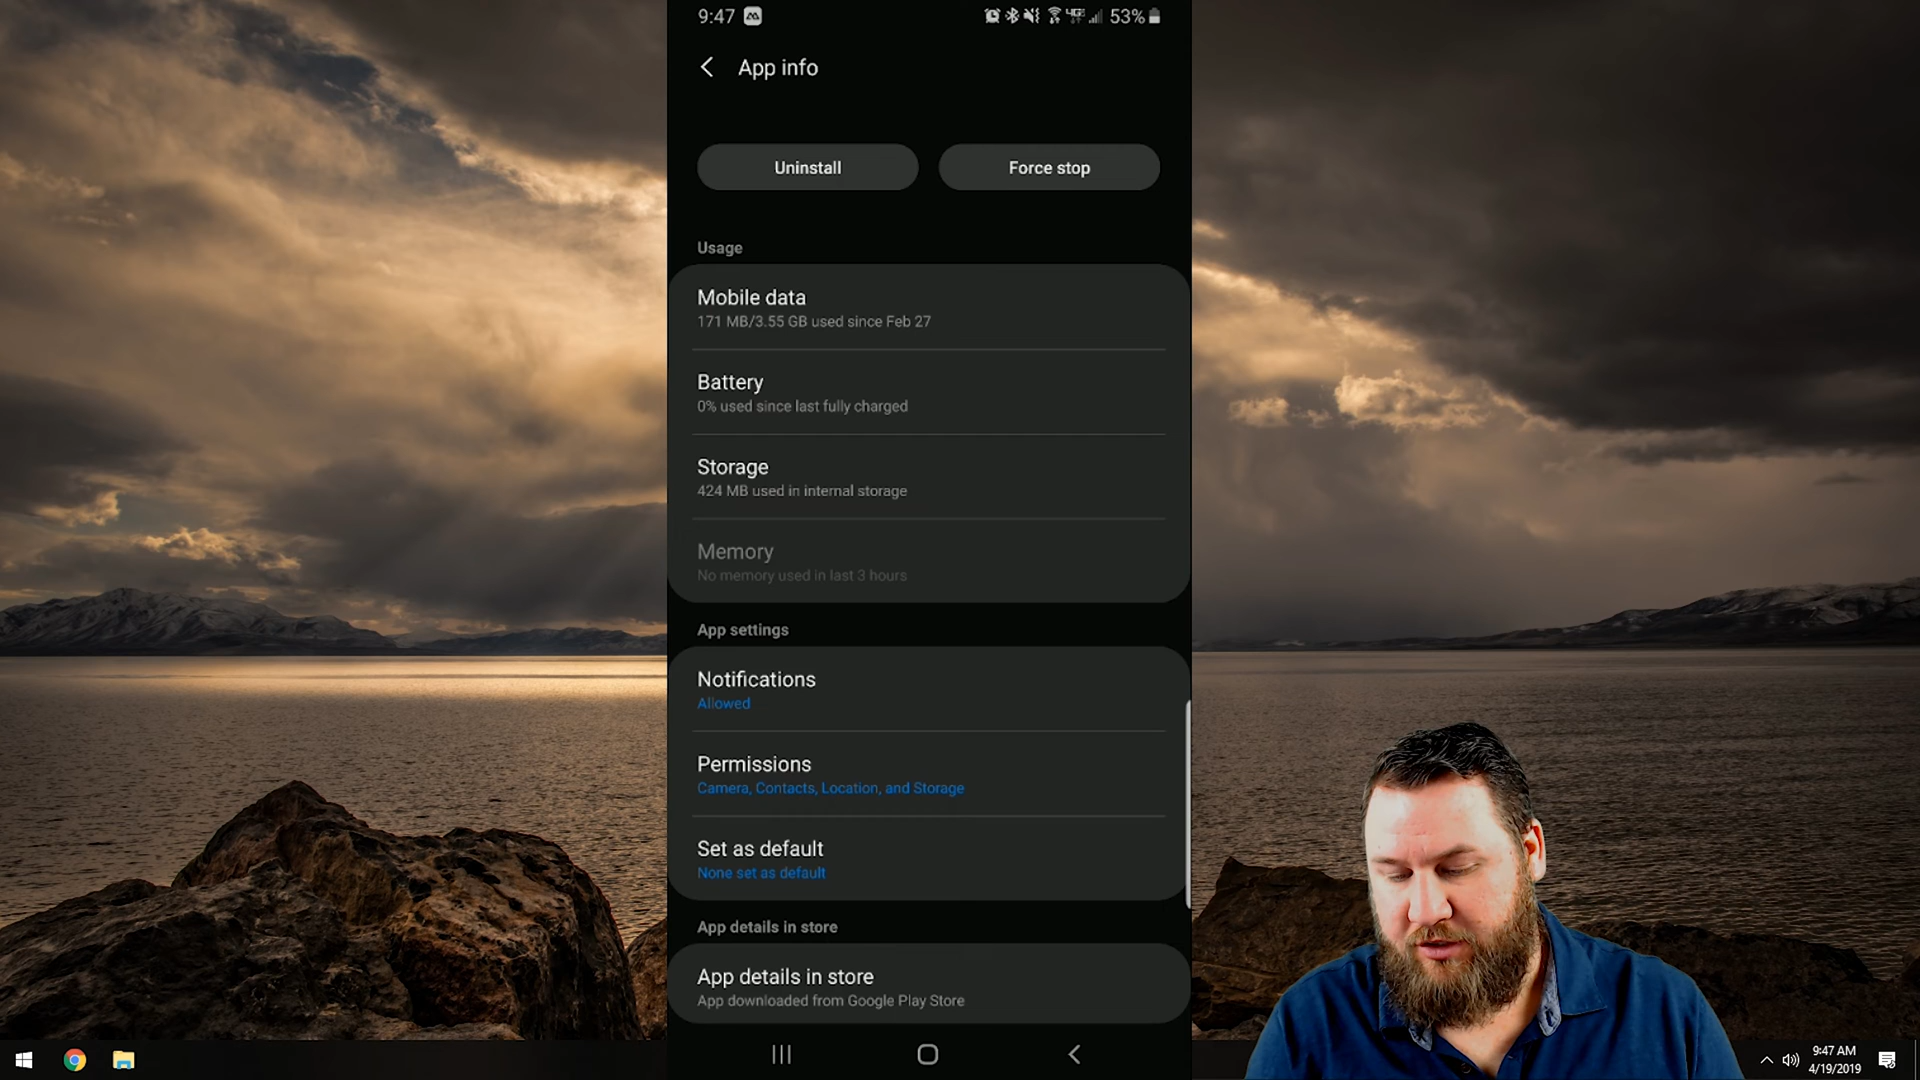 9:47
53%
App info
Uninstall
Force stop
Usage
Mobile data
171 MB/3.55 GB used since Feb 27
Battery
0% used since last fully charged
Storage
424 MB used in internal storage
Memory
No memory used in last 3 hours
App settings
Notifications
Allowed
Permissions
Camera, Contacts, Location, and Storage
Set as default
None set as default
App details in store
App details in store
App downloaded from Google Play Store
9:47 AM
4/19/2019